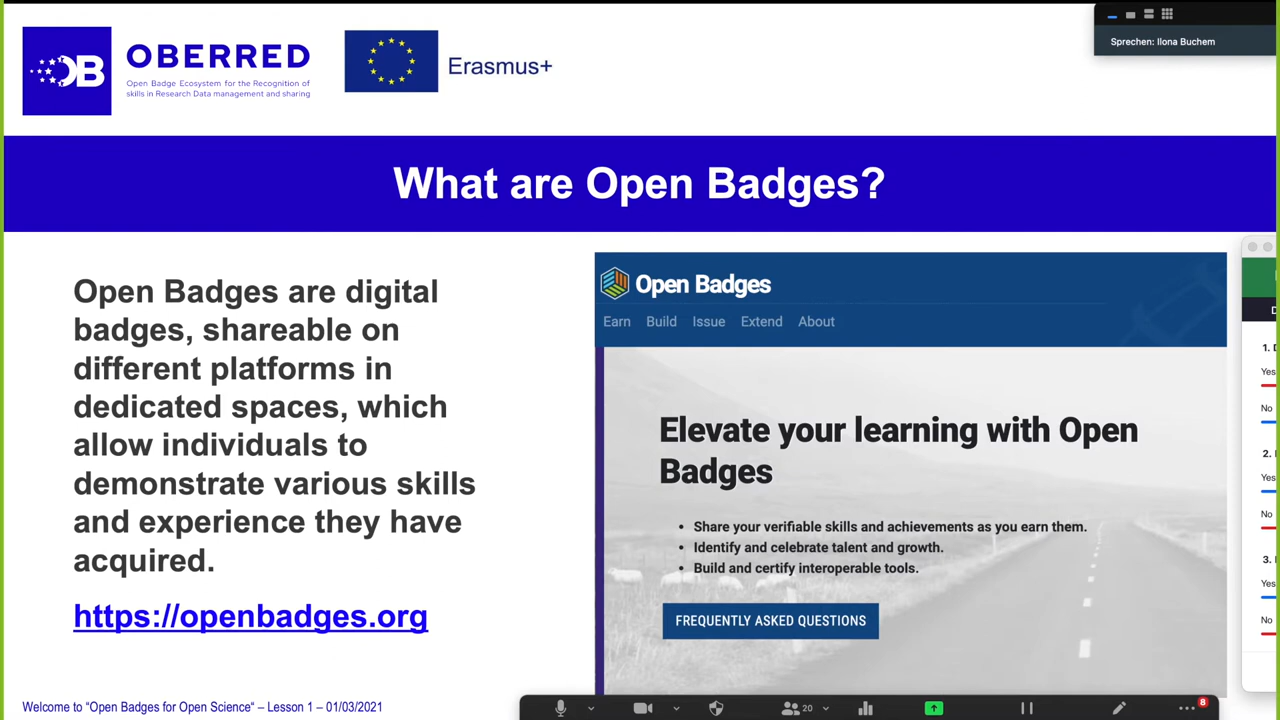 OB
OBERRED
Open Badge Ecosystem for the Recognition of
skills in Research Data management and sharing
Erasmus+
Sprechen: Ilona Buchem
What are Open Badges?
Open Badges are digital
badges, shareable on
different platforms in
dedicated spaces, which
allow individuals to
demonstrate various skills
and experience they have
acquired.
https://openbadges.org
Open Badges
Earn Build Issue Extend About
Elevate your learning with Open
Badges
• Share your verifiable skills and achievements as you earn them.
• Identify and celebrate talent and growth.
• Build and certify interoperable tools.
FREQUENTLY ASKED QUESTIONS
1.
Yes
No
2.
Yes
No
3.
Yes
No
Welcome to “Open Badges for Open Science“ – Lesson 1 – 01/03/2021
20
8